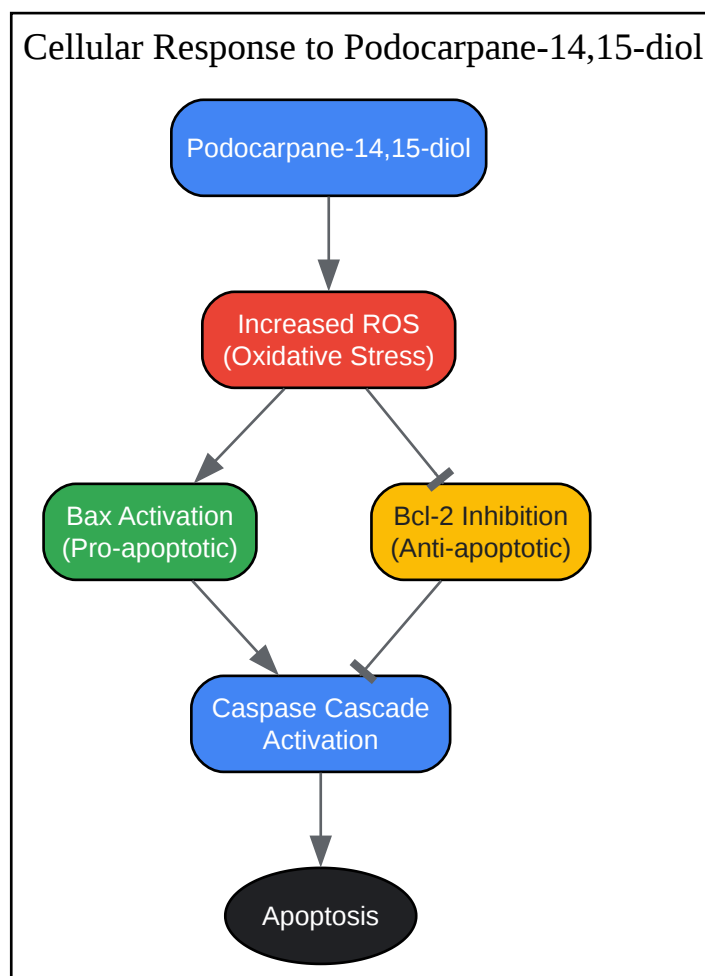 Cellular Response to Podocarpane-14,15-diol
Podocarpane-14,15-diol
Increased ROS
(Oxidative Stress)
Bax Activation
(Pro-apoptotic)
Bcl-2 Inhibition
(Anti-apoptotic)
Caspase Cascade
Activation
Apoptosis